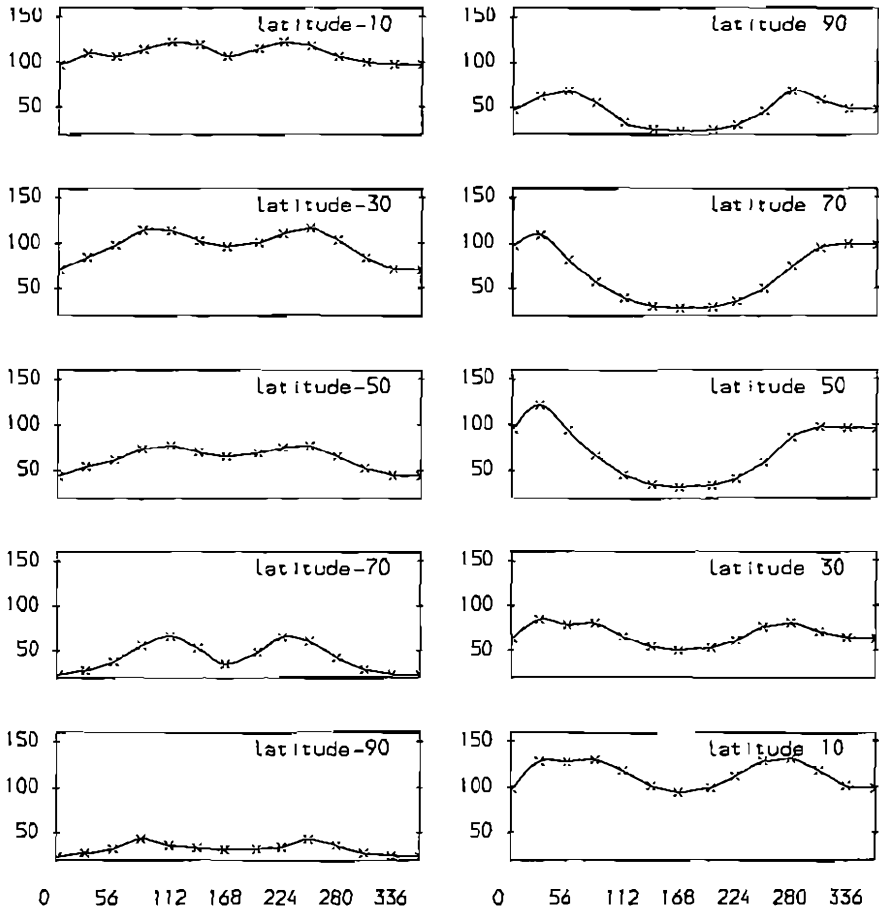 150 latitude-10
100
50
150 latitude-30
100
50
150 latitude-50
100
50
150 latitude-70
100
50
150 latitude-90
100
50
0 56 112 168 224 280 336
150 latitude 90
100
50
150 latitude 70
100
50
150 latitude 50
100
50
150 latitude 30
100
50
150 latitude 10
100
50
0 56 112 168 224 280 336